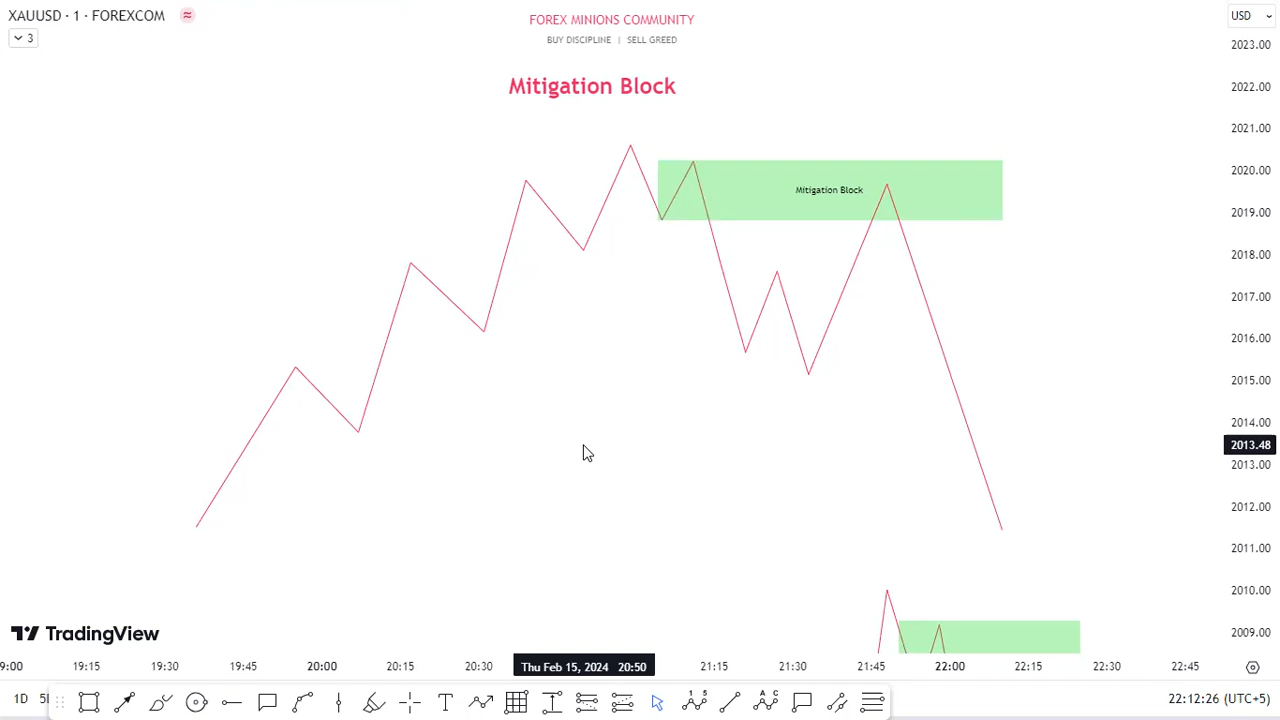 XAUUSD · 1 · FOREXCOM
FOREX MINIONS COMMUNITY
USD
3
BUY DISCIPLINE | SELL GREED
Mitigation Block
Mitigation Block
2023.00
2022.00
2021.00
2020.00
2019.00
2018.00
2017.00
2016.00
2015.00
2014.00
2013.48
2013.00
2012.00
2011.00
2010.00
2009.00
TradingView
19:15 19:30 19:45 20:00 20:15 20:30 Thu Feb 15, 2024 20:50 21:15 21:30 21:45 22:00 22:15 22:30 22:45
1D
22:12:26 (UTC+5)